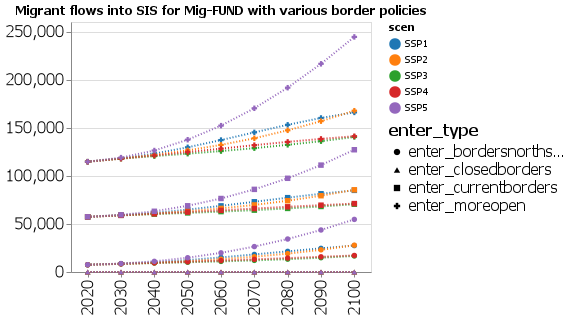 Migrant flows into SIS for Mig-FUND with various border policies
250,000
200,000
150,000
100,000
50,000
0
2020
2030
2040
2050
2060
2070
2080
2090
2100
scen
SSP1
SSP2
SSP3
SSP4
SSP5
enter_type
enter_bordersnorths…
enter_closedborders
enter_currentborders
enter_moreopen